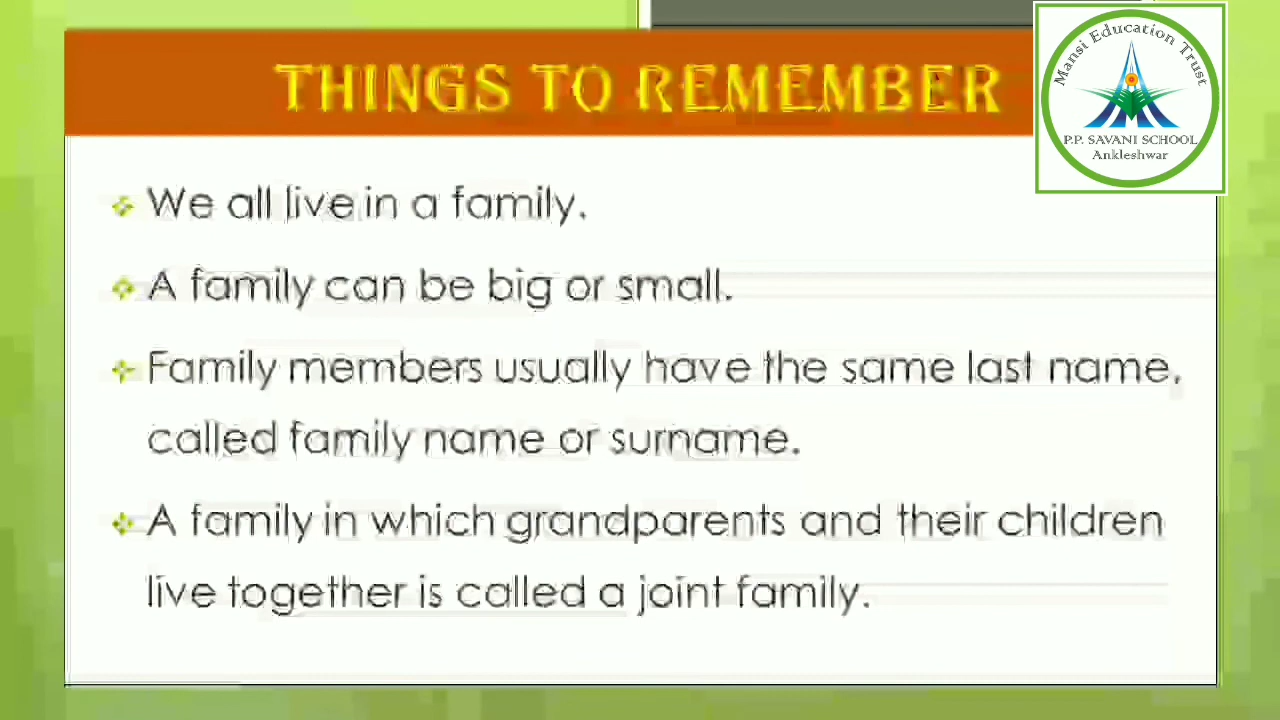 THINGS TO REMEMBER
Mansi Education Trust
P.P. SAVANI SCHOOL
Ankleshwar
We all live in a family.
A family can be big or small.
Family members usually have the same last name,
called family name or surname.
A family in which grandparents and their children
live together is called a joint family.